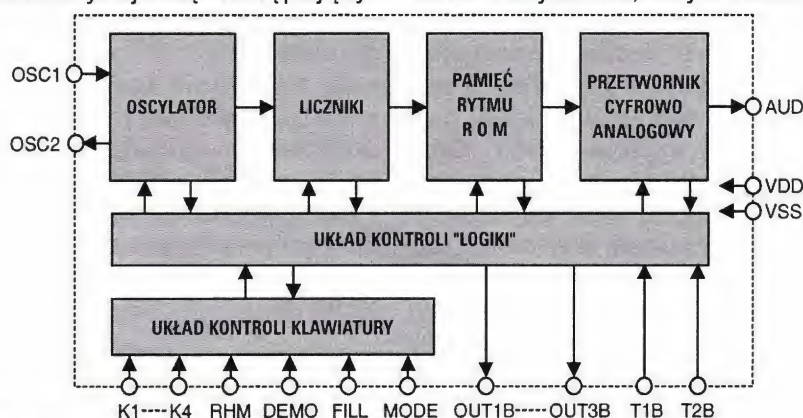 OSC1
OSC2
OSCYLATOR
LICZNIKI
PAMIĘĆ
RYTMU
R O M
PRZETWORNIK
CYFROWO
ANALOGOWY
AUD
VDD
VSS
UKŁAD KONTROLI "LOGIKI"
UKŁAD KONTROLI KLAWIATURY
K1----K4 RHM DEMO FILL MODE OUT1B-----OUT3B T1B T2B